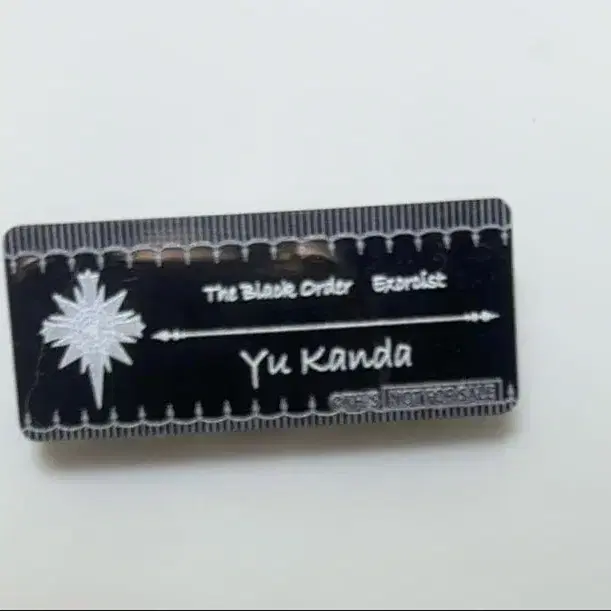 The Black Order Exorcist
Yu Kanda
NOT FOR SALE